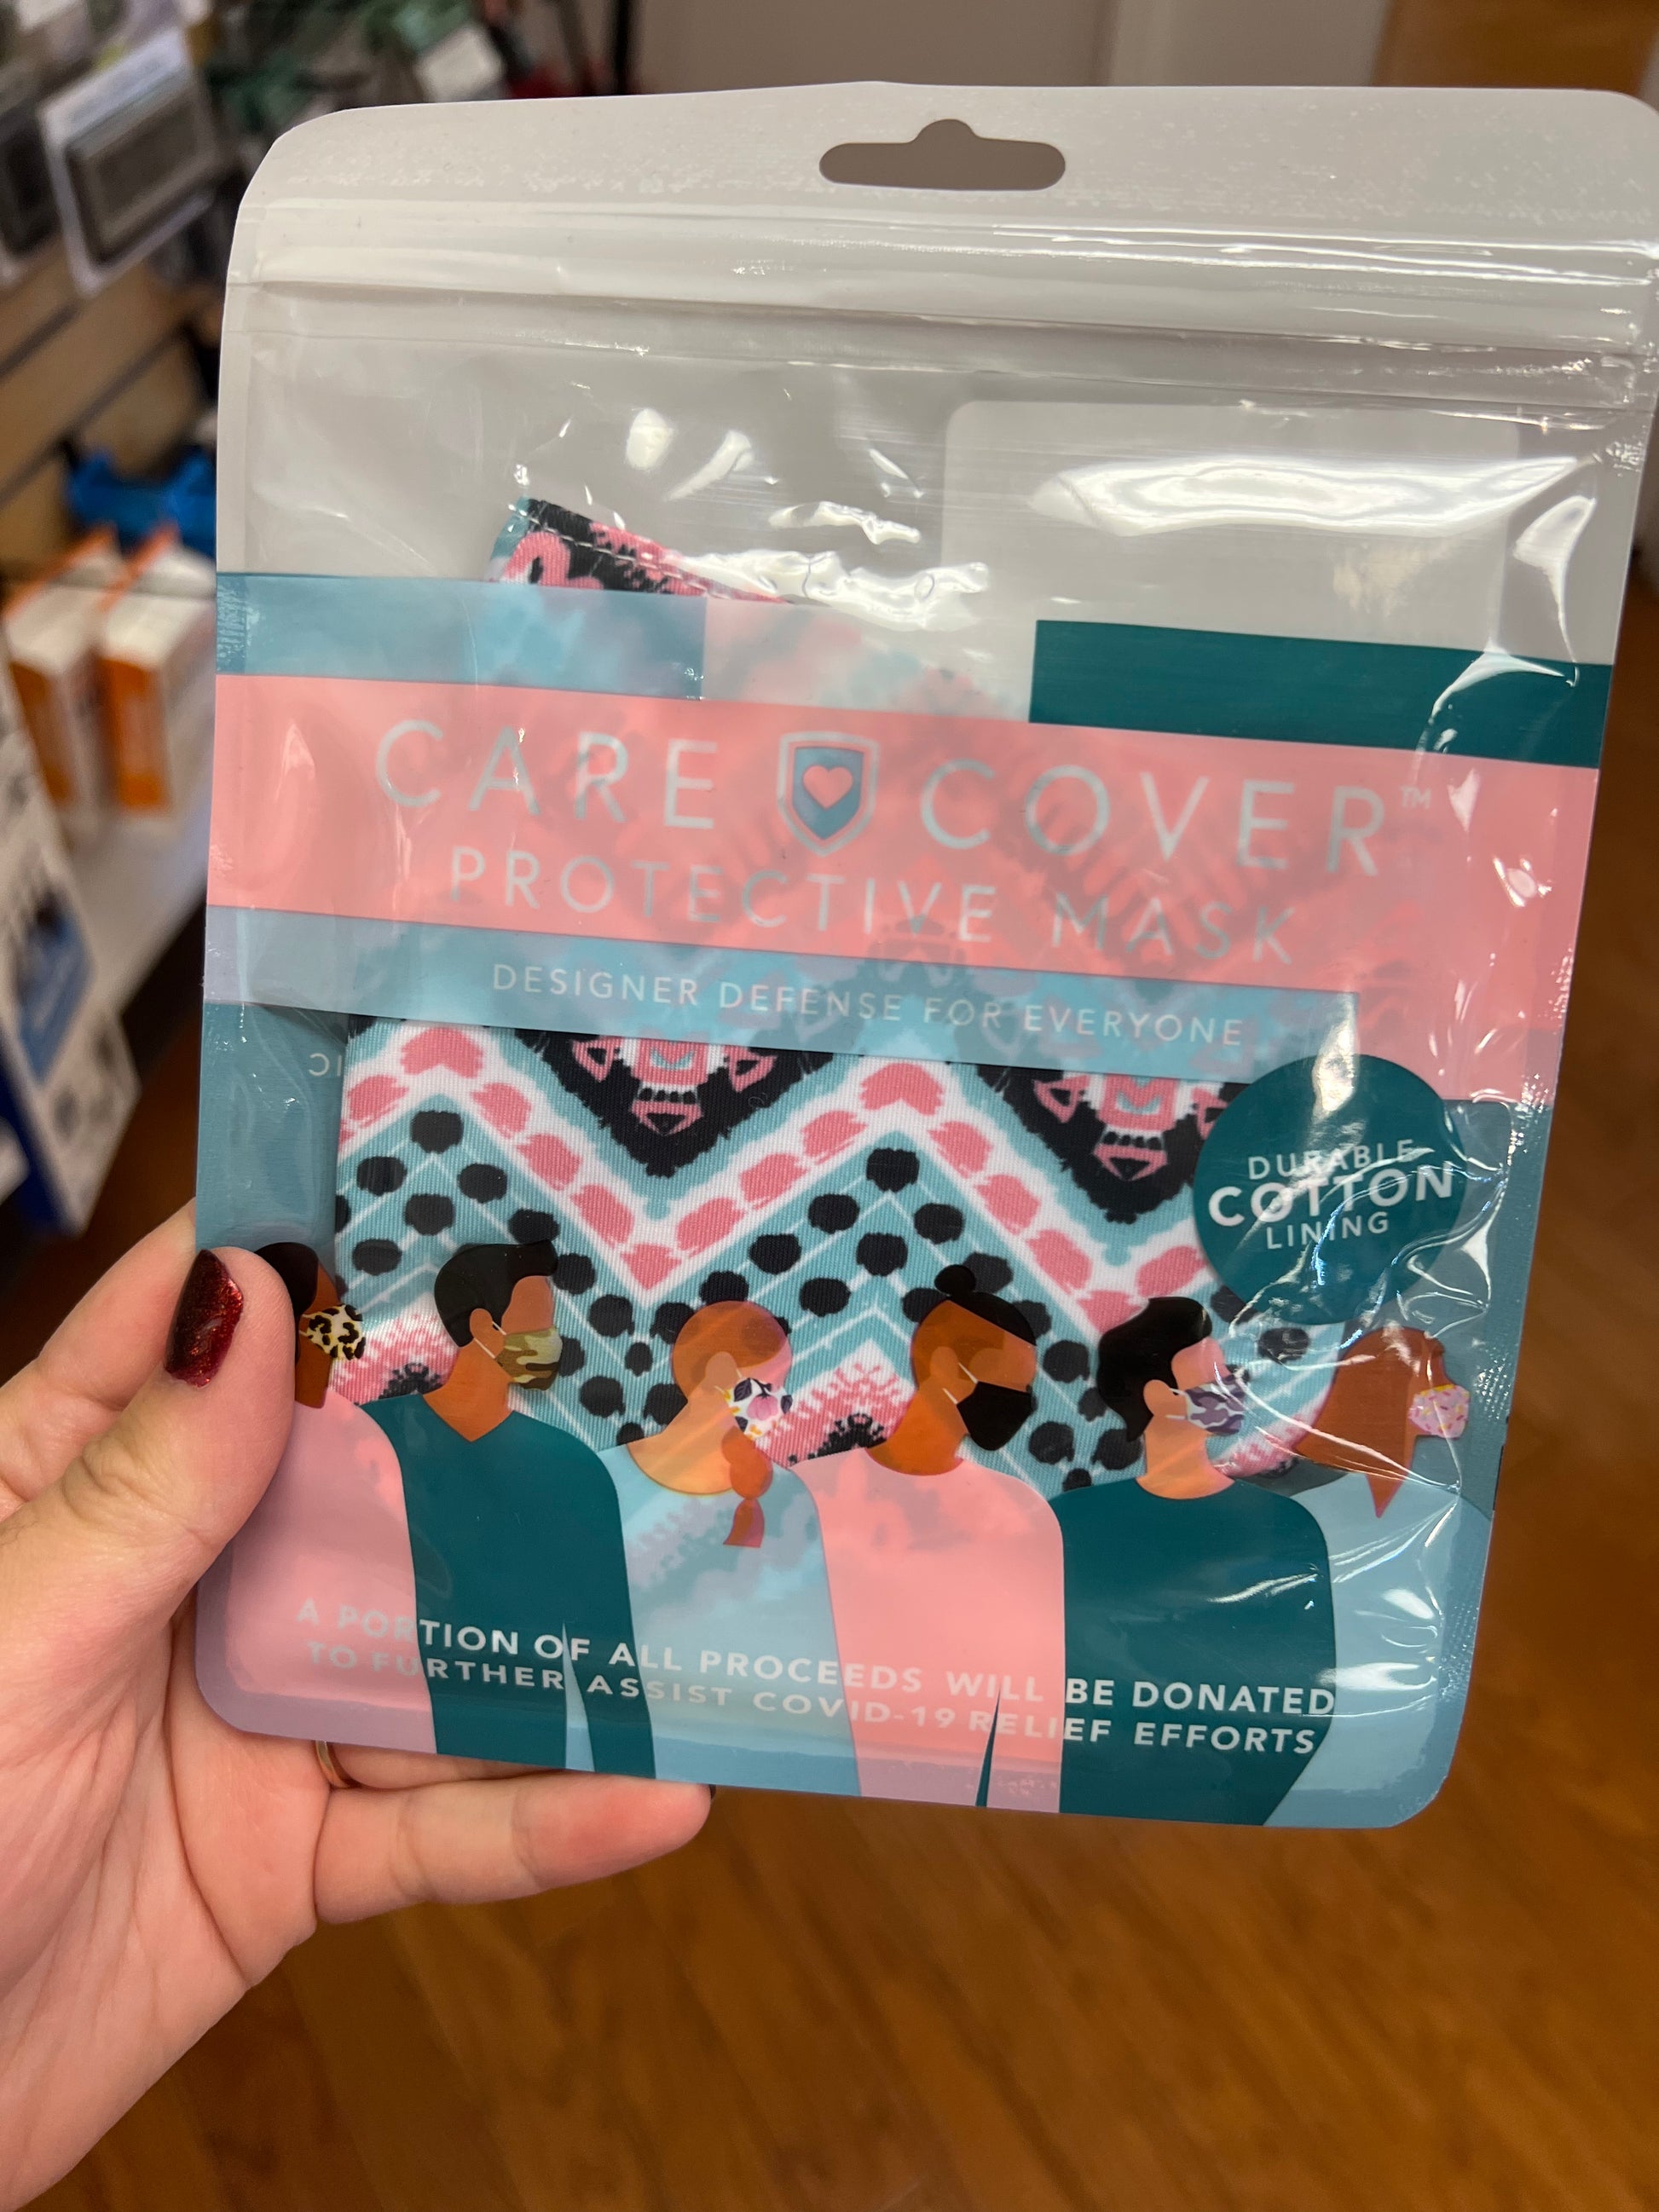 CARE COVER™
PROTECTIVE MASK
DESIGNER DEFENSE FOR EVERYONE
DURABLE
COTTON
LINING
A PORTION OF ALL PROCEEDS WILL BE DONATED
TO FURTHER ASSIST COVID-19 RELIEF EFFORTS